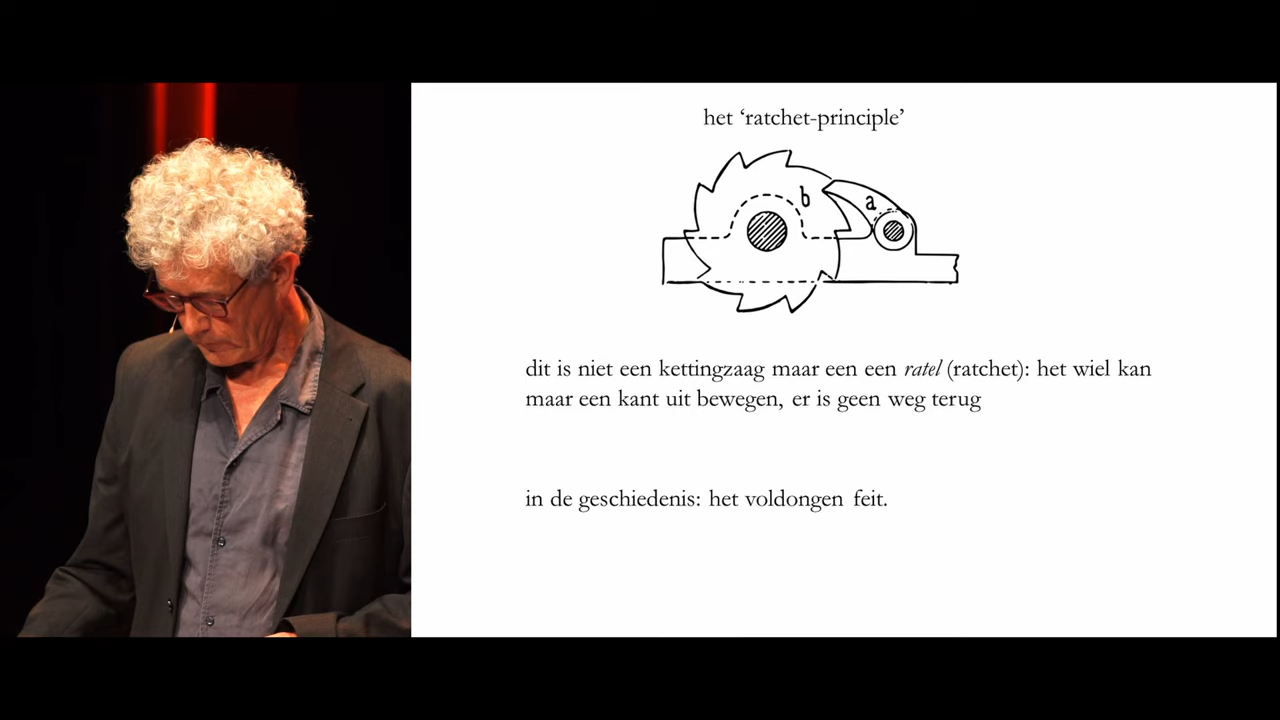 het ‘ratchet-principle’
b
a
dit is niet een kettingzaag maar een een ratel (ratchet): het wiel kan
maar een kant uit bewegen, er is geen weg terug
in de geschiedenis: het voldongen feit.